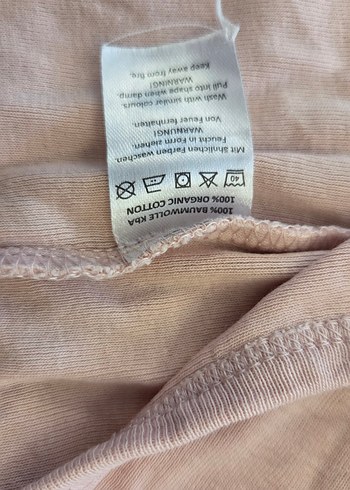 100% BAUMWOLLE KbA
100% ORGANIC COTTON
40
Mit ähnlichen Farben waschen.
Feucht in Form ziehen.
WARNUNG!
Von Feuer fernhalten.
Wash with similar colours.
Pull into shape when damp.
WARNING!
Keep away from fire.